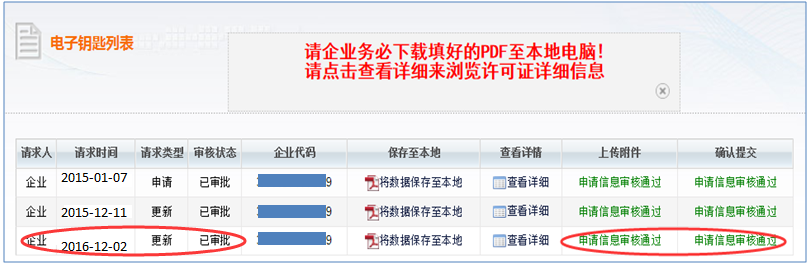 电子钥匙列表
请企业务必下载填好的PDF至本地电脑！
请点击查看详细来浏览许可证详细信息
请求人 请求时间 请求类型 审核状态 企业代码 保存至本地 查看详情 上传附件 确认提交
企业 2015-01-07 申请 已审批 9 将数据保存至本地 查看详细 申请信息审核通过 申请信息审核通过
企业 2015-12-11 更新 已审批 9 将数据保存至本地 查看详细 申请信息审核通过 申请信息审核通过
企业 2016-12-02 更新 已审批 9 将数据保存至本地 查看详细 申请信息审核通过 申请信息审核通过